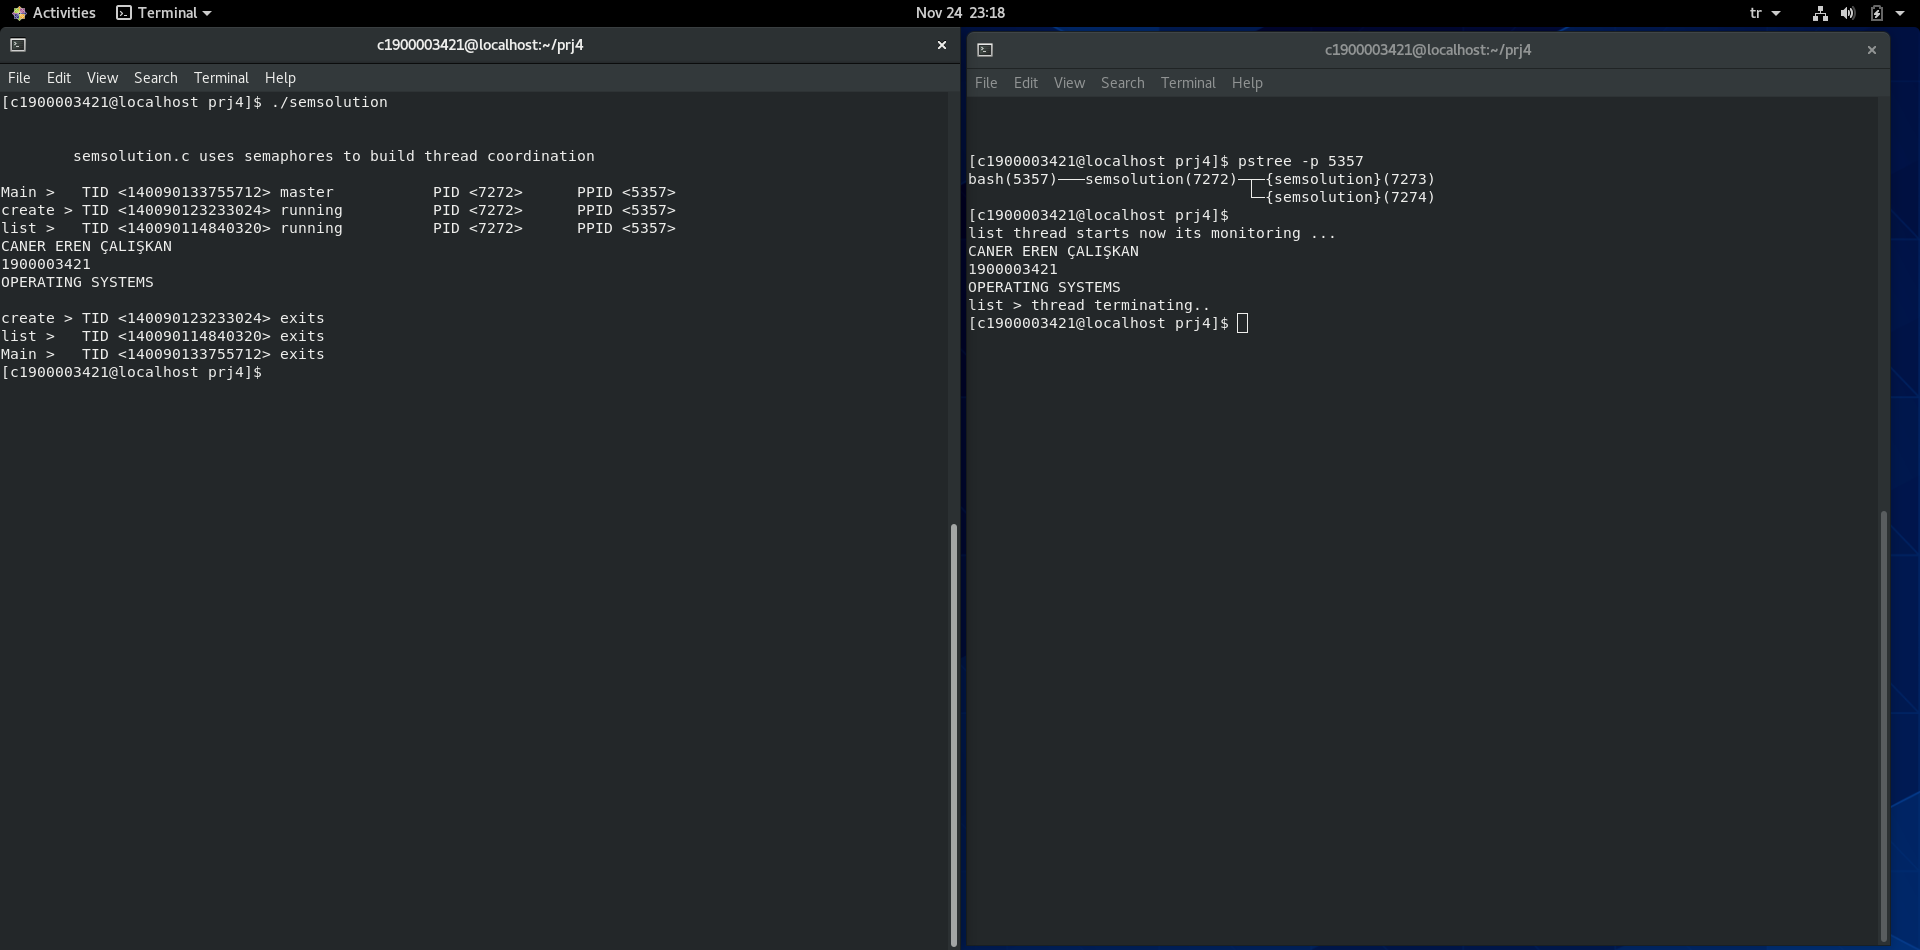 Activities Terminal Nov 24 23:18 tr
c1900003421@localhost:~/prj4
File Edit View Search Terminal Help
[c1900003421@localhost prj4]$ ./semsolution
semsolution.c uses semaphores to build thread coordination
Main > TID <140090133755712> master PID <7272> PPID <5357>
create > TID <140090123233024> running PID <7272> PPID <5357>
list > TID <140090114840320> running PID <7272> PPID <5357>
CANER EREN ÇALIŞKAN
1900003421
OPERATING SYSTEMS
create > TID <140090123233024> exits
list > TID <140090114840320> exits
Main > TID <140090133755712> exits
[c1900003421@localhost prj4]$
c1900003421@localhost:~/prj4
File Edit View Search Terminal Help
[c1900003421@localhost prj4]$ pstree -p 5357
bash(5357)───semsolution(7272)─┬─{semsolution}(7273)
└─{semsolution}(7274)
[c1900003421@localhost prj4]$
list thread starts now its monitoring ...
CANER EREN ÇALIŞKAN
1900003421
OPERATING SYSTEMS
list > thread terminating..
[c1900003421@localhost prj4]$